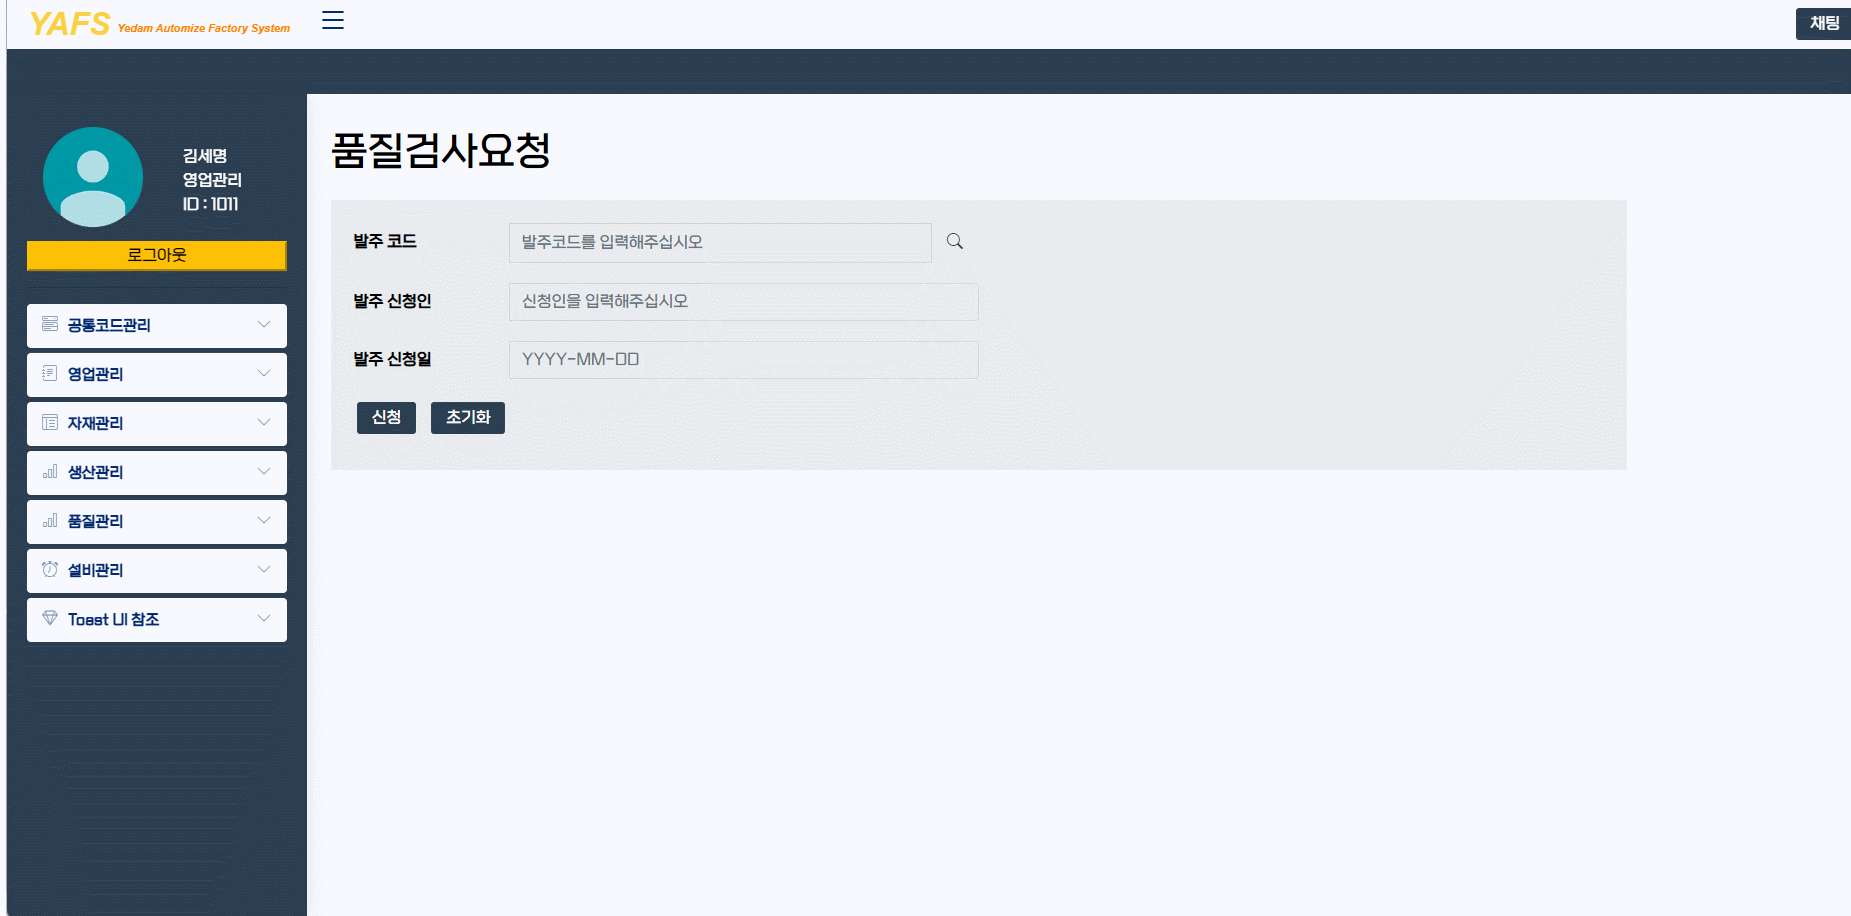 YAFS Yedam Automize Factory System
채팅
김세명
영업관리
ID : 1011
로그아웃
공통코드관리
영업관리
자재관리
생산관리
품질관리
설비관리
Toast UI 참조
품질검사요청
발주 코드 발주코드를 입력해주십시오
발주 신청인 신청인을 입력해주십시오
발주 신청일 YYYY-MM-DD
신청 초기화